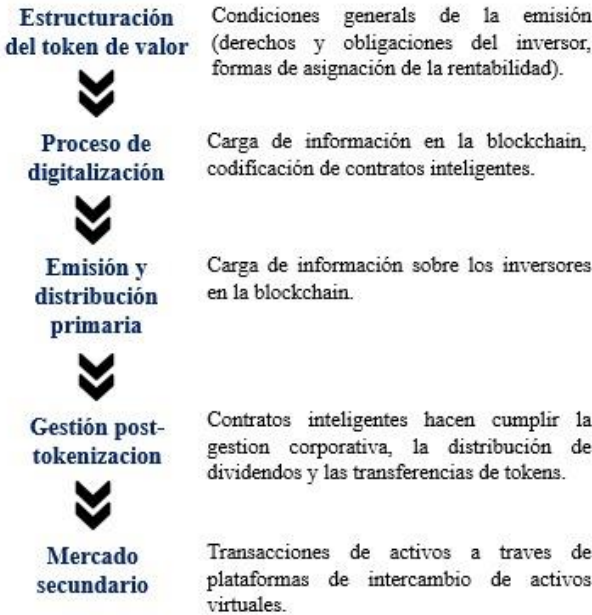 Estructuración
del token de valor
Condiciones generals de la emisión
(derechos y obligaciones del inversor,
formas de asignación de la rentabilidad).
Proceso de
digitalización
Carga de información en la blockchain,
codificación de contratos inteligentes.
Emisión y
distribución
primaria
Carga de información sobre los inversores
en la blockchain.
Gestión post-
tokenizacion
Contratos inteligentes hacen cumplir la
gestion corporativa, la distribución de
dividendos y las transferencias de tokens.
Mercado
secundario
Transacciones de activos a traves de
plataformas de intercambio de activos
virtuales.